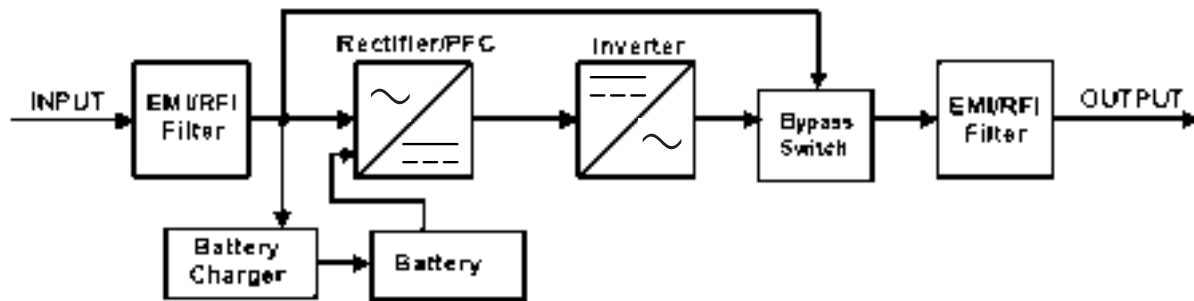 Rectifier/PFC
Inverter
INPUT
EMI/RFI
Filter
Bypass
Switch
EMI/RFI
Filter
OUTPUT
Battery
Charger
Battery